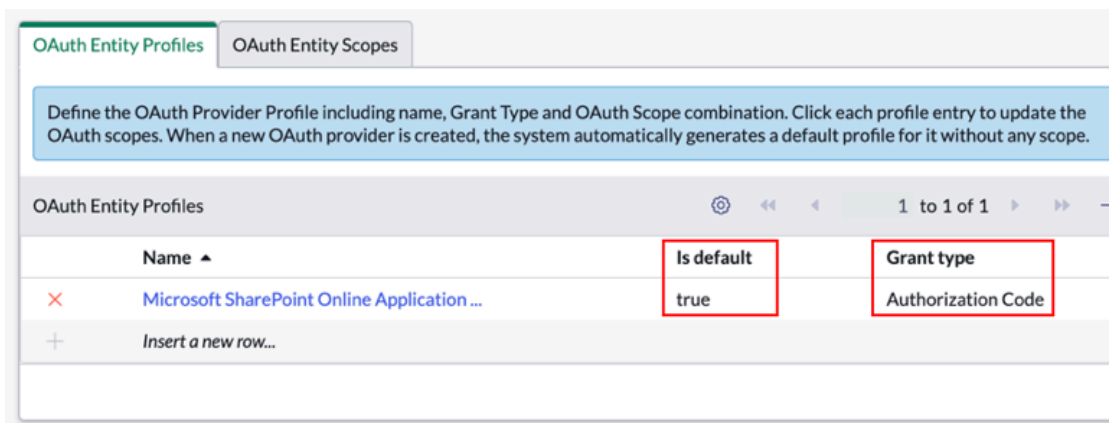 OAuth Entity Profiles OAuth Entity Scopes
Define the OAuth Provider Profile including name, Grant Type and OAuth Scope combination. Click each profile entry to update the
OAuth scopes. When a new OAuth provider is created, the system automatically generates a default profile for it without any scope.
OAuth Entity Profiles 1 to 1 of 1
Name Is default Grant type
Microsoft SharePoint Online Application ... true Authorization Code
Insert a new row...